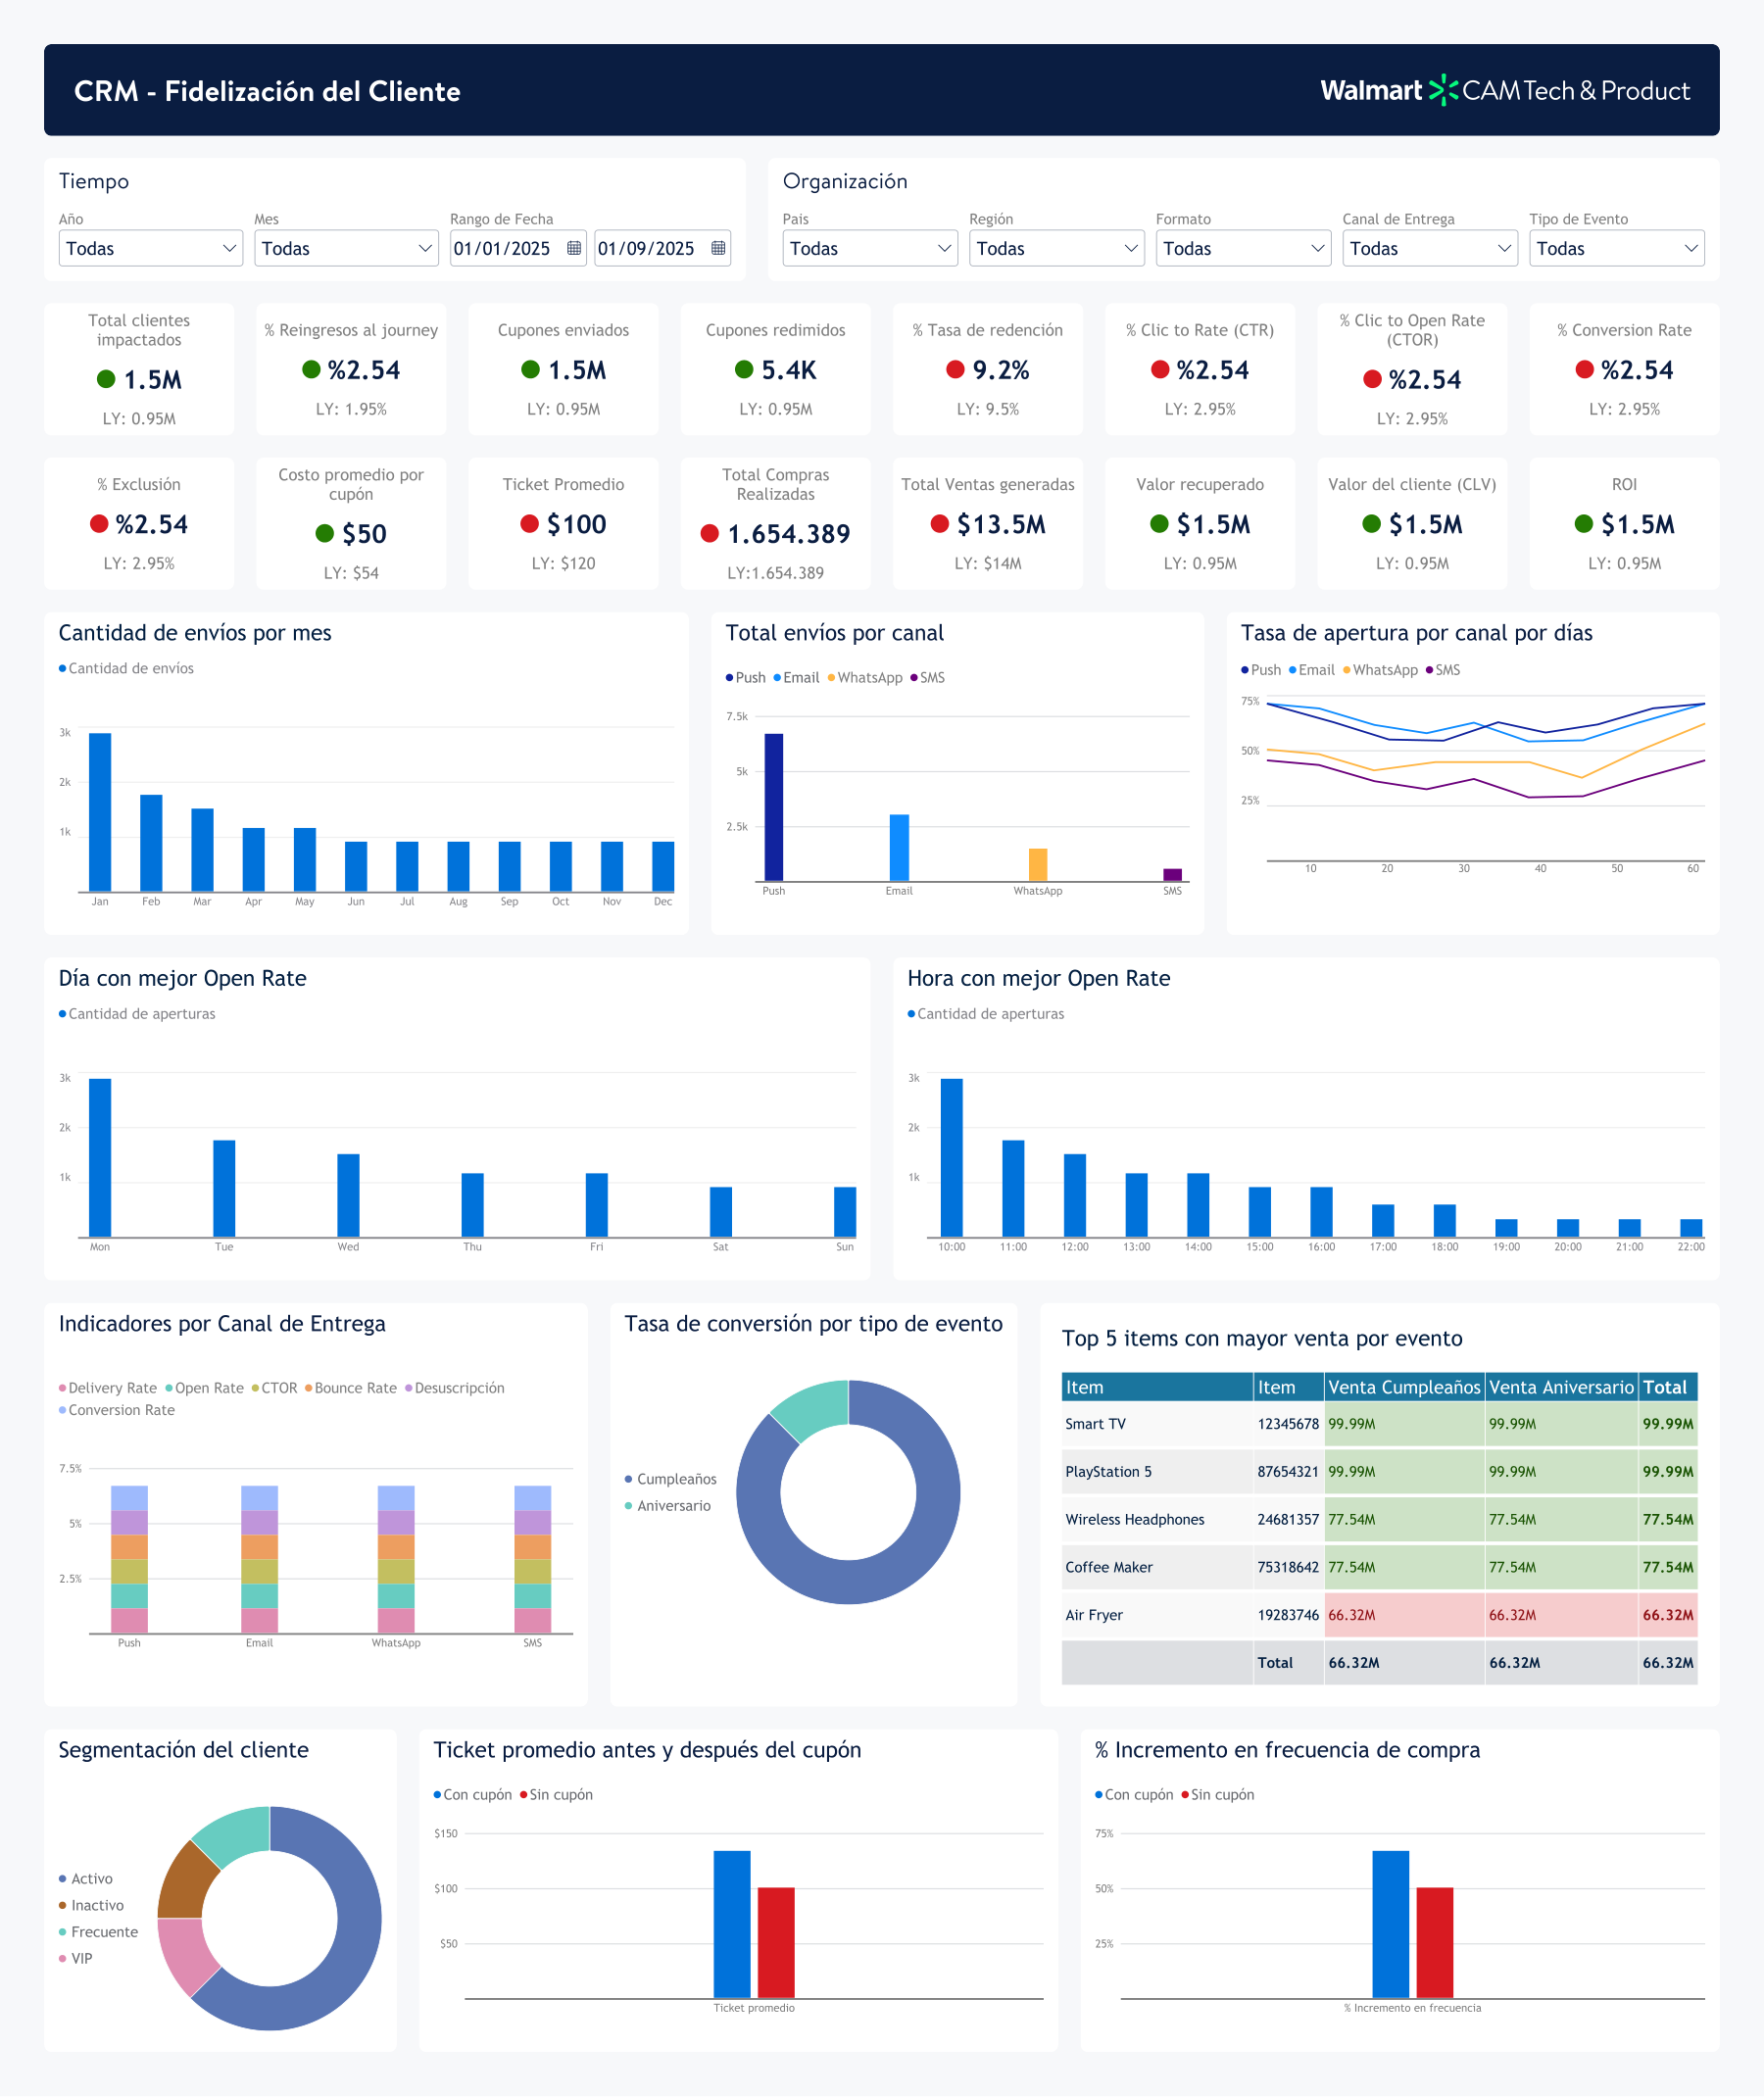 CRM - Fidelización del Cliente
Walmart CAM Tech & Product
Tiempo
Año Mes Rango de Fecha
Todas Todas 01/01/2025 01/09/2025
Organización
Pais Región Formato Canal de Entrega Tipo de Evento
Todas Todas Todas Todas Todas
Total clientes
impactados
1.5M
LY: 0.95M
% Reingresos al journey
%2.54
LY: 1.95%
Cupones enviados
1.5M
LY: 0.95M
Cupones redimidos
5.4K
LY: 0.95M
% Tasa de redención
9.2%
LY: 9.5%
% Clic to Rate (CTR)
%2.54
LY: 2.95%
% Clic to Open Rate
(CTOR)
%2.54
LY: 2.95%
% Conversion Rate
%2.54
LY: 2.95%
% Exclusión
%2.54
LY: 2.95%
Costo promedio por
cupón
$50
LY: $54
Ticket Promedio
$100
LY: $120
Total Compras
Realizadas
1.654.389
LY:1.654.389
Total Ventas generadas
$13.5M
LY: $14M
Valor recuperado
$1.5M
LY: 0.95M
Valor del cliente (CLV)
$1.5M
LY: 0.95M
ROI
$1.5M
LY: 0.95M
Cantidad de envíos por mes
Cantidad de envíos
3k
2k
1k
Jan Feb Mar Apr May Jun Jul Aug Sep Oct Nov Dec
Total envíos por canal
Push Email WhatsApp SMS
7.5k
5k
2.5k
Push Email WhatsApp SMS
Tasa de apertura por canal por días
Push Email WhatsApp SMS
75%
50%
25%
10 20 30 40 50 60
Día con mejor Open Rate
Cantidad de aperturas
3k
2k
1k
Mon Tue Wed Thu Fri Sat Sun
Hora con mejor Open Rate
Cantidad de aperturas
3k
2k
1k
10:00 11:00 12:00 13:00 14:00 15:00 16:00 17:00 18:00 19:00 20:00 21:00 22:00
Indicadores por Canal de Entrega
Delivery Rate Open Rate CTOR Bounce Rate Desuscripción
Conversion Rate
7.5%
5%
2.5%
Push Email WhatsApp SMS
Tasa de conversión por tipo de evento
Cumpleaños
Aniversario
Top 5 items con mayor venta por evento
Item Item Venta Cumpleaños Venta Aniversario Total
Smart TV 12345678 99.99M 99.99M 99.99M
PlayStation 5 87654321 99.99M 99.99M 99.99M
Wireless Headphones 24681357 77.54M 77.54M 77.54M
Coffee Maker 75318642 77.54M 77.54M 77.54M
Air Fryer 19283746 66.32M 66.32M 66.32M
Total 66.32M 66.32M 66.32M
Segmentación del cliente
Activo
Inactivo
Frecuente
VIP
Ticket promedio antes y después del cupón
Con cupón Sin cupón
$150
$100
$50
Ticket promedio
% Incremento en frecuencia de compra
Con cupón Sin cupón
75%
50%
25%
% Incremento en frecuencia